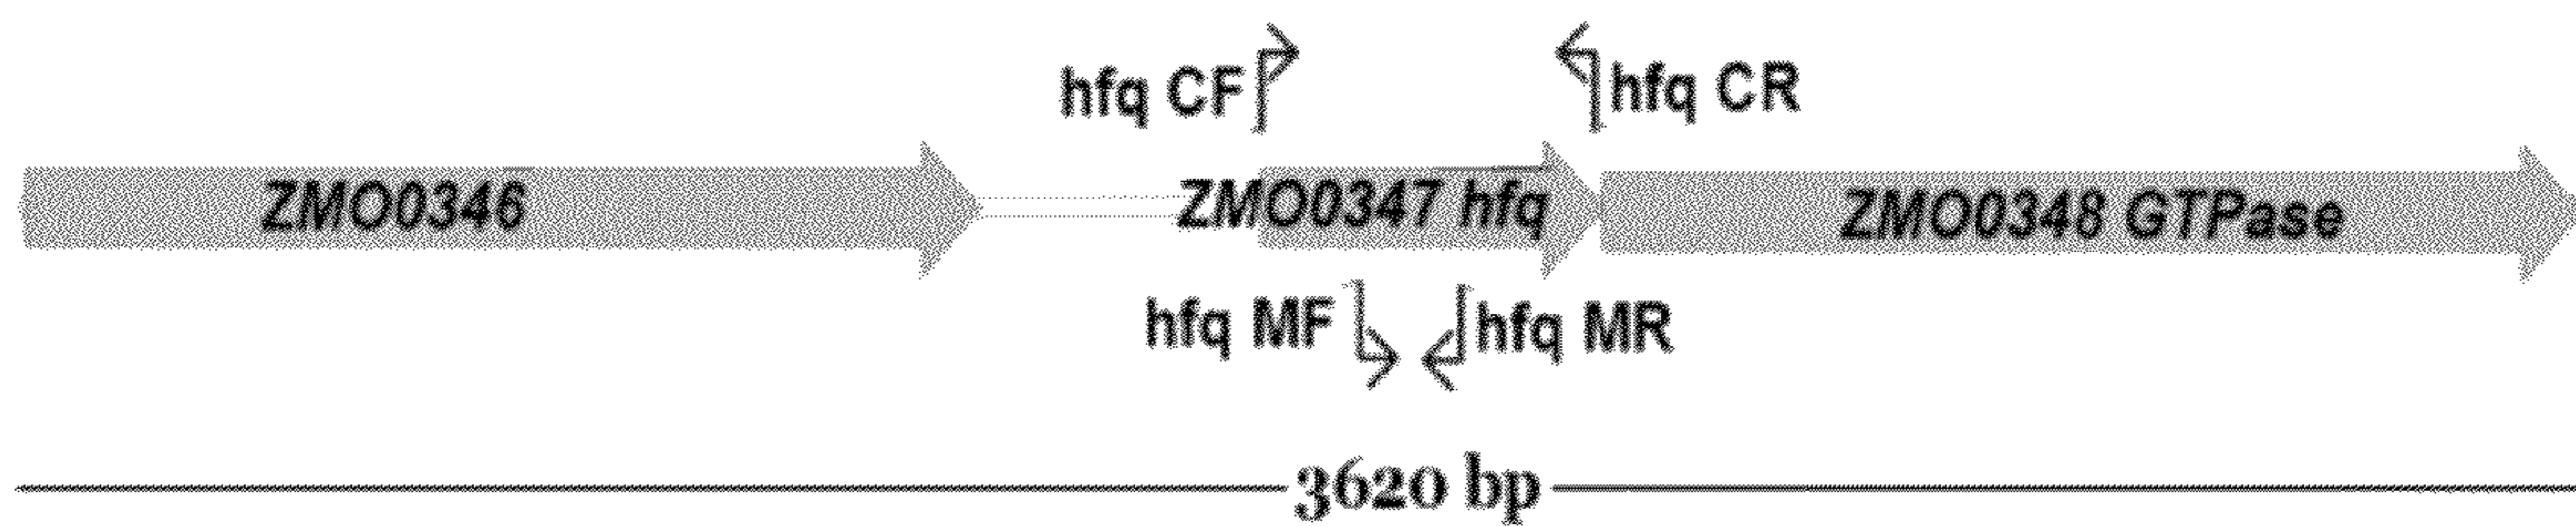 hfq CF
hfq CR
ZMO0346
ZMO0347 hfq
ZMO0348 GTPase
hfq MF
hfq MR
3620 bp